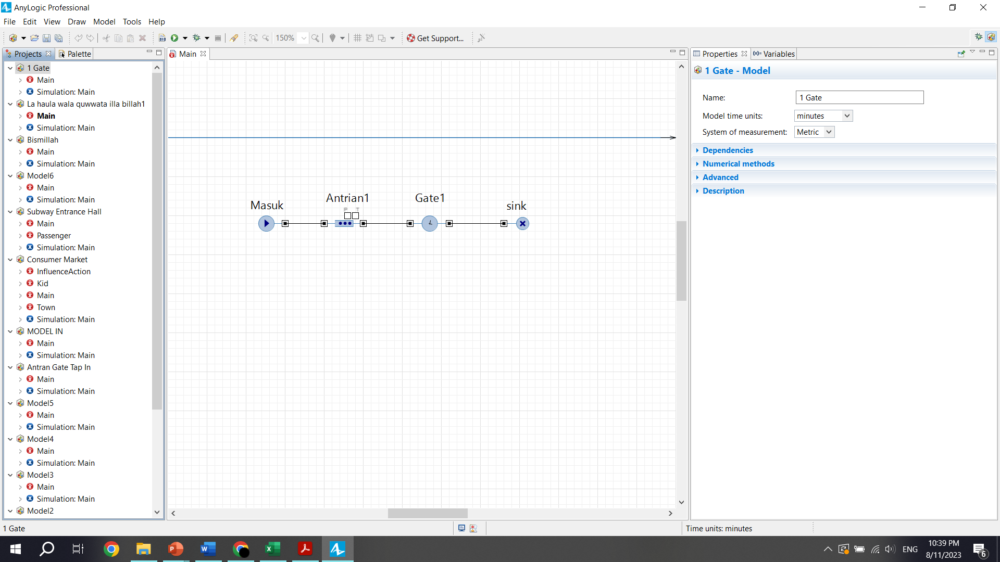 AnyLogic Professional
File Edit View Draw Model Tools Help
150% Get Support...
Projects Palette
Main
Properties Variables
1 Gate
Main
Simulation: Main
La haula wala quwwata illa billah1
Main
Simulation: Main
Bismillah
Main
Simulation: Main
Model6
Main
Simulation: Main
Subway Entrance Hall
Main
Passenger
Simulation: Main
Consumer Market
InfluenceAction
Kid
Main
Town
Simulation: Main
MODEL IN
Main
Simulation: Main
Antran Gate Tap In
Main
Simulation: Main
Model5
Main
Simulation: Main
Model4
Main
Simulation: Main
Model3
Main
Simulation: Main
Model2
Masuk Antrian1 Gate1 sink
P T
1 Gate - Model
Name: 1 Gate
Model time units: minutes
System of measurement: Metric
Dependencies
Numerical methods
Advanced
Description
1 Gate
Time units: minutes
ENG
10:39 PM
8/11/2023
6